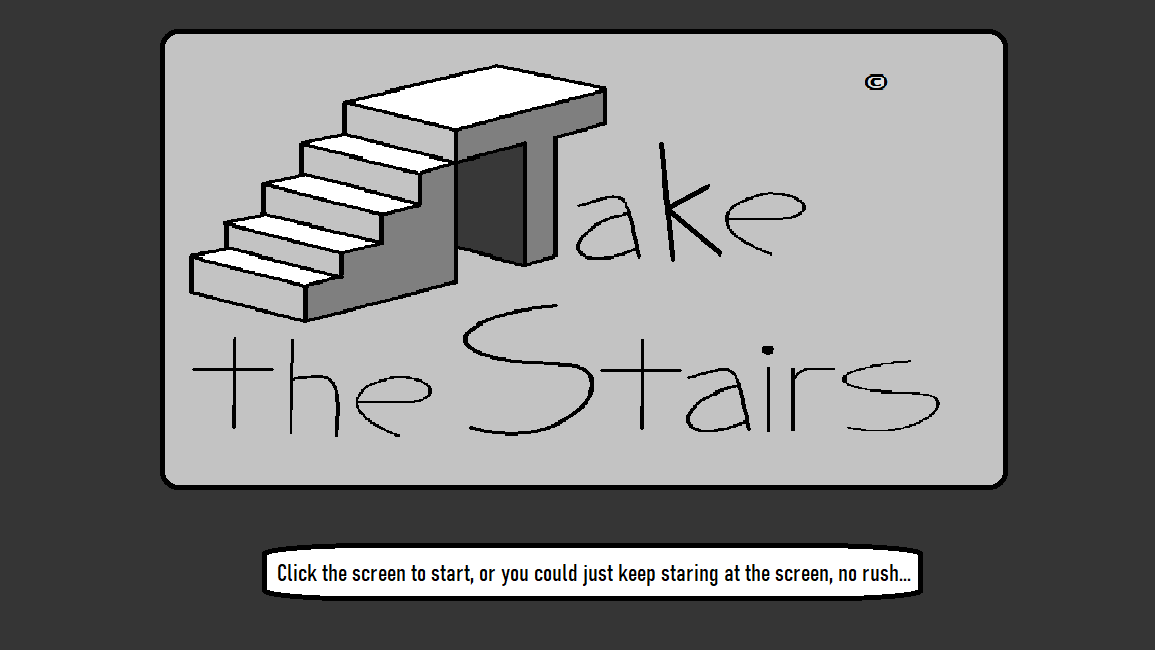 ©
Take
the Stairs
Click the screen to start, or you could just keep staring at the screen, no rush...